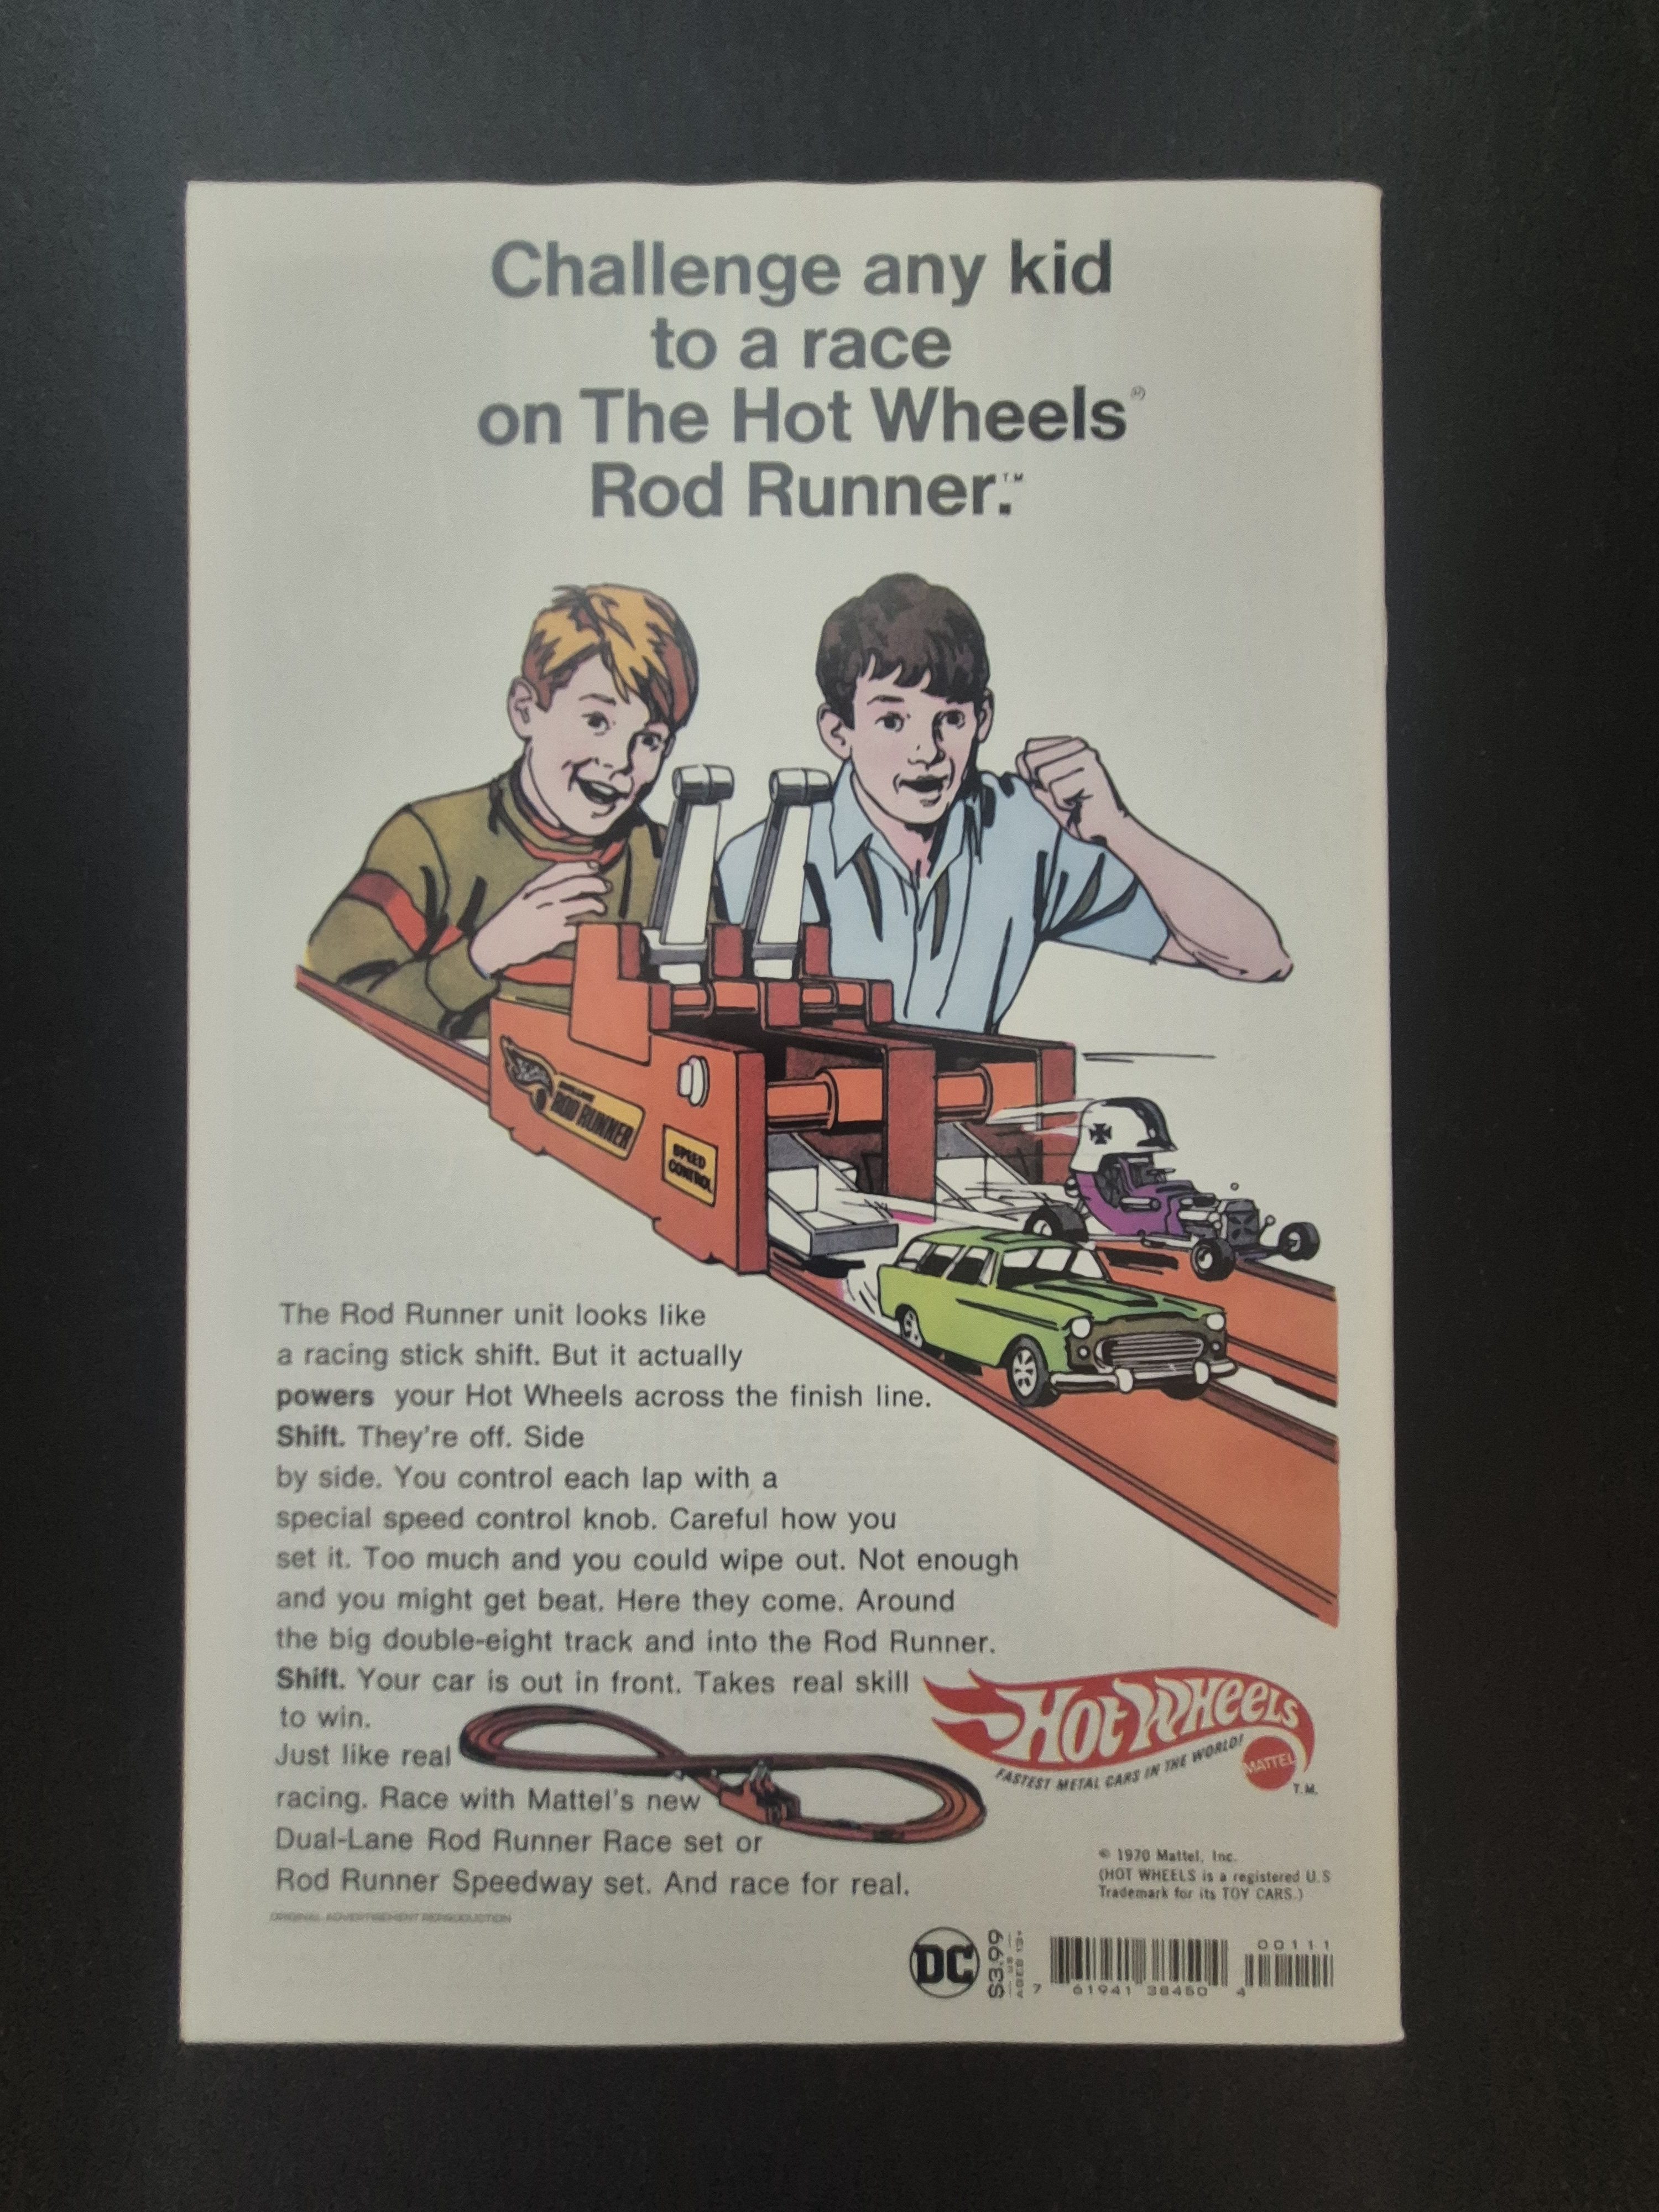 Challenge any kid
to a race
on The Hot Wheels®
Rod Runner.™
ROD RUNNER
SPEED
CONTROL
The Rod Runner unit looks like
a racing stick shift. But it actually
powers your Hot Wheels across the finish line.
Shift. They're off. Side
by side. You control each lap with a
special speed control knob. Careful how you
set it. Too much and you could wipe out. Not enough
and you might get beat. Here they come. Around
the big double-eight track and into the Rod Runner.
Shift. Your car is out in front. Takes real skill
to win.
Just like real
racing. Race with Mattel's new
Dual-Lane Rod Runner Race set or
Rod Runner Speedway set. And race for real.
HOT WHEELS
FASTEST METAL CARS IN THE WORLD!
MATTEL
T.M.
© 1970 Mattel, Inc.
(HOT WHEELS is a registered U.S
Trademark for its TOY CARS.)
ORIGINAL ADVERTISEMENT REPRODUCTION
DC
$3.99
US
AGES 13+
00111
7 61941 38450 4